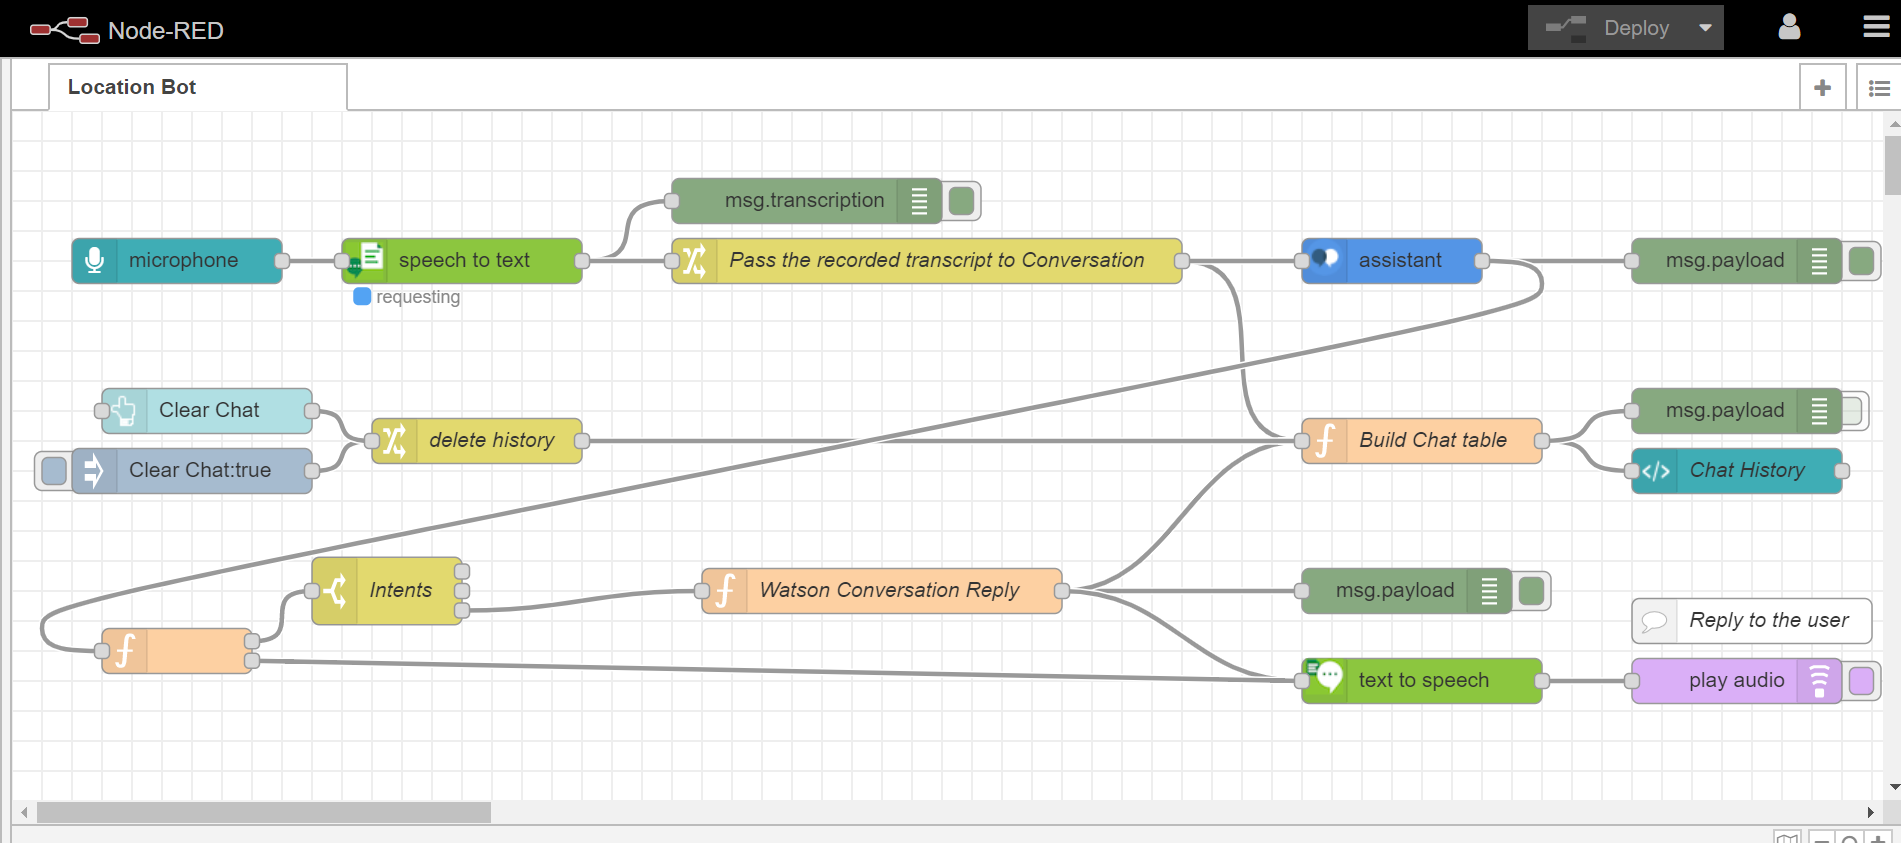 Node-RED
Deploy
Location Bot
msg.transcription
microphone
speech to text
Pass the recorded transcript to Conversation
assistant
msg.payload
requesting
Clear Chat
msg.payload
delete history
Build Chat table
Clear Chat:true
Chat History
Intents
Watson Conversation Reply
msg.payload
Reply to the user
text to speech
play audio